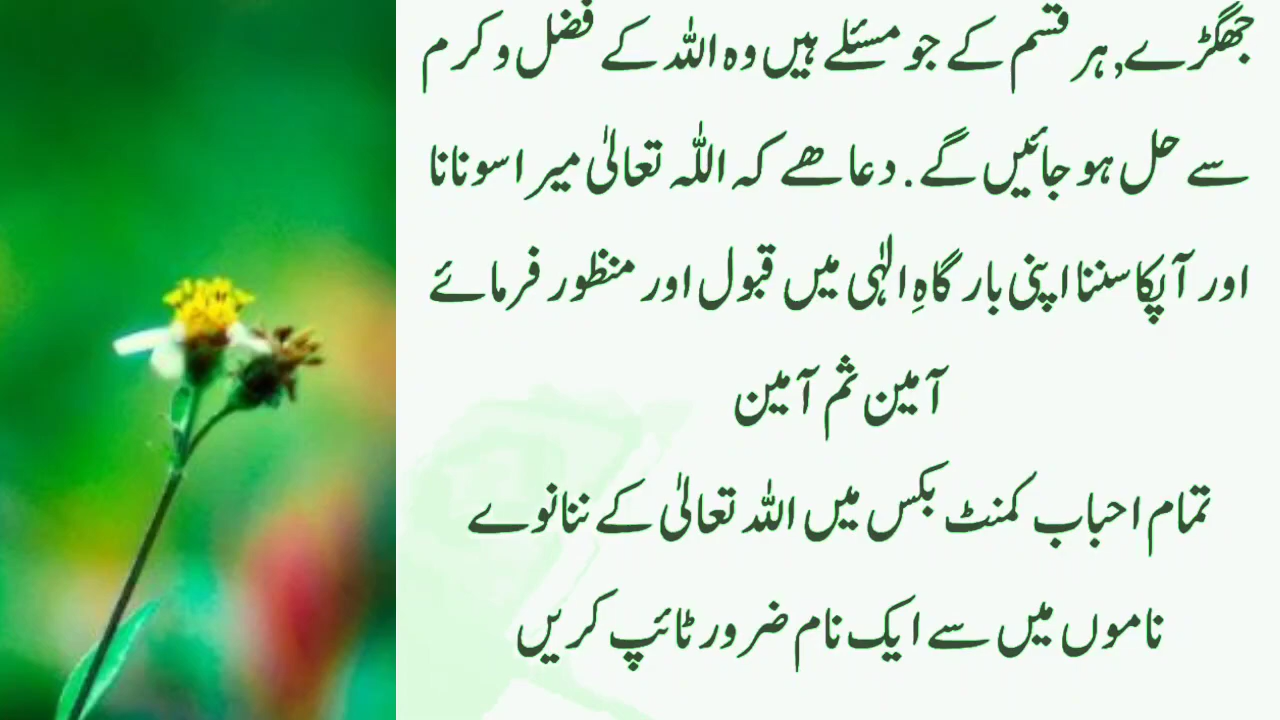 جھگڑے, ہر قسم کے جو مسئلے ہیں وہ اللہ کے فضل و کرم
سے حل ہو جائیں گے. دعا ھے کہ اللہ تعالیٰ میرا سونانا
اور آپکا سننا اپنی بارگاہِ الٰہی میں قبول اور منظور فرمائے
آمین ثم آمین
تمام احباب کمنٹ بکس میں اللہ تعالیٰ کے ننانوے
ناموں میں سے ایک نام ضرور ٹائپ کریں